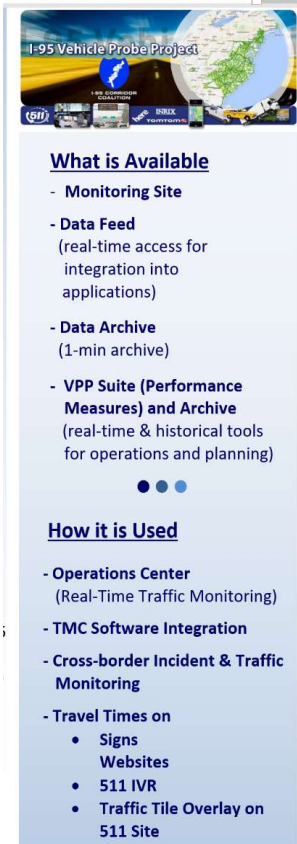 I-95 Vehicle Probe Project
I-95 CORRIDOR
COALITION
511
here
INRIX
TOMTOM
What is Available
- Monitoring Site
- Data Feed
(real-time access for
integration into
applications)
- Data Archive
(1-min archive)
- VPP Suite (Performance
Measures) and Archive
(real-time & historical tools
for operations and planning)
How it is Used
- Operations Center
(Real-Time Traffic Monitoring)
- TMC Software Integration
- Cross-border Incident & Traffic
Monitoring
- Travel Times on
• Signs
Websites
• 511 IVR
• Traffic Tile Overlay on
511 Site